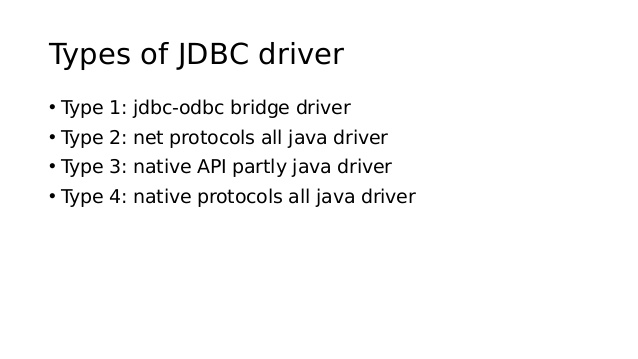 Types of JDBC driver
• Type 1: jdbc-odbc bridge driver
• Type 2: net protocols all java driver
• Type 3: native API partly java driver
• Type 4: native protocols all java driver